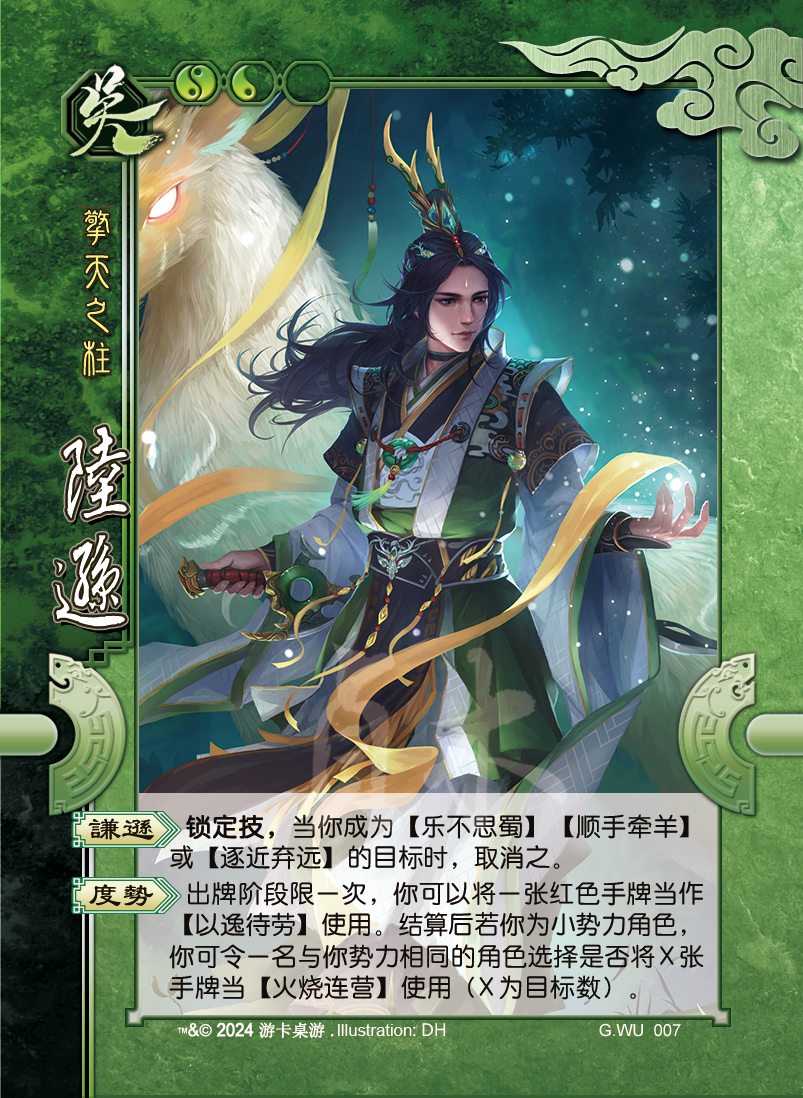 吴
擎天之柱
陸遜
謙遜
锁定技，当你成为【乐不思蜀】【顺手牵羊】
或【逐近弃远】的目标时，取消之。
度势
出牌阶段限一次，你可以将一张红色手牌当作
【以逸待劳】使用。结算后若你为小势力角色，
你可令一名与你势力相同的角色选择是否将X张
手牌当【火烧连营】使用（X为目标数）。
™&© 2024 游卡桌游 . Illustration: DH
G.WU 007